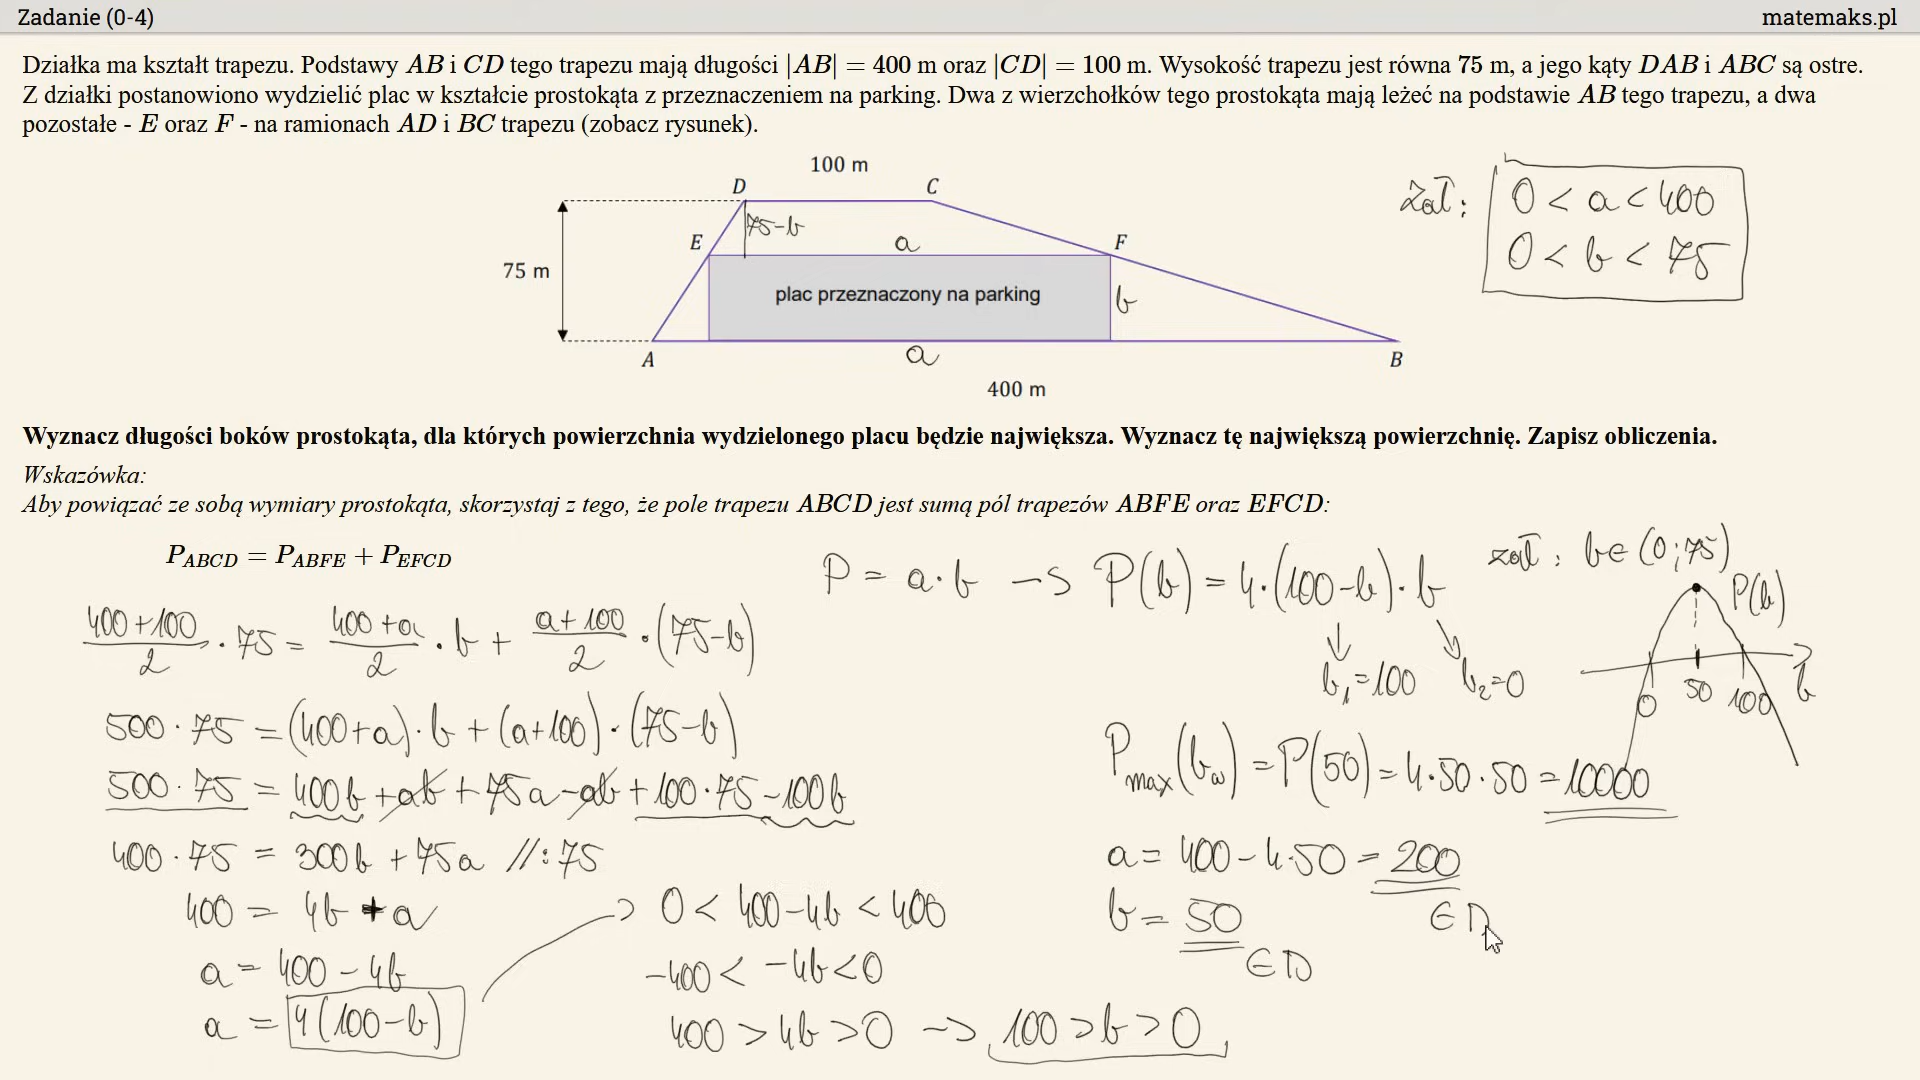 Zadanie (0-4)
matemaks.pl
Działka ma kształt trapezu. Podstawy AB i CD tego trapezu mają długości |AB| = 400 m oraz |CD| = 100 m. Wysokość trapezu jest równa 75 m, a jego kąty DAB i ABC są ostre.
Z działki postanowiono wydzielić plac w kształcie prostokąta z przeznaczeniem na parking. Dwa z wierzchołków tego prostokąta mają leżeć na podstawie AB tego trapezu, a dwa
pozostałe - E oraz F - na ramionach AD i BC trapezu (zobacz rysunek).
100 m
D C
75-b
E a F
75 m
plac przeznaczony na parking
b
A a B
400 m
zał:
0 < a < 400
0 < b < 75
Wyznacz długości boków prostokąta, dla których powierzchnia wydzielonego placu będzie największa. Wyznacz tę największą powierzchnię. Zapisz obliczenia.
Wskazówka:
Aby powiązać ze sobą wymiary prostokąta, skorzystaj z tego, że pole trapezu ABCD jest sumą pól trapezów ABFE oraz EFCD:
P_ABCD = P_ABFE + P_EFCD
(400+100)/2 · 75 = (400+a)/2 · b + (a+100)/2 · (75-b)
500 · 75 = (400+a) · b + (a+100) · (75-b)
500 · 75 = 400b + ab + 75a - ab + 100 · 75 - 100b
400 · 75 = 300b + 75a //:75
400 = 4b + a
a = 400 - 4b
a = 4(100-b)
0 < 400-4b < 400
-400 < -4b < 0
400 > 4b > 0 -> 100 > b > 0
P = a·b -> P(b) = 4·(100-b)·b
zał: b∈(0;75)
b₁=100 b₂=0
P(b)
0 50 100 b
P_max(b_w) = P(50) = 4·50·50 = 10000
a = 400-4·50 = 200
∈ D
b = 50
∈ D